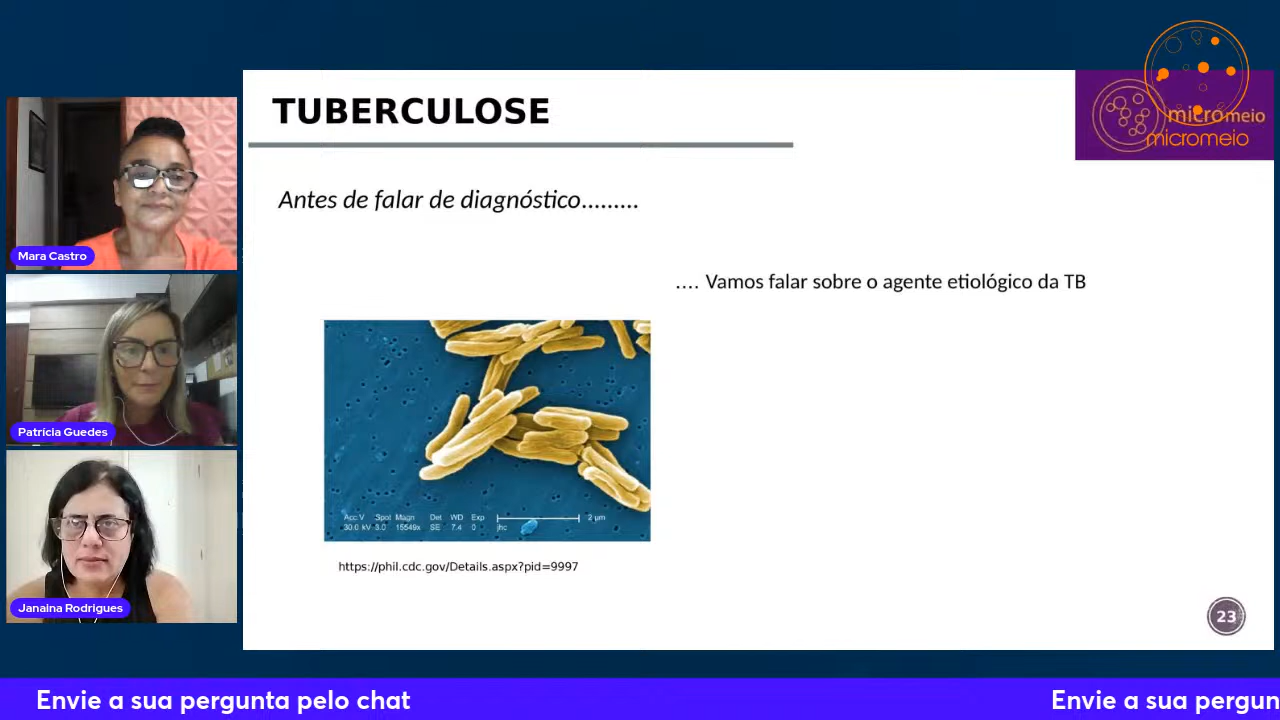 TUBERCULOSE
micromeio
micromeio
Antes de falar de diagnóstico.........
.... Vamos falar sobre o agente etiológico da TB
Mara Castro
Patrícia Guedes
Janaina Rodrigues
Acc V Spot Magn Det WD Exp 2 µm
30.0 kV 3.0 15549x SE 7.4 0 jhc
https://phil.cdc.gov/Details.aspx?pid=9997
23
Envie a sua pergunta pelo chat
Envie a sua pergun